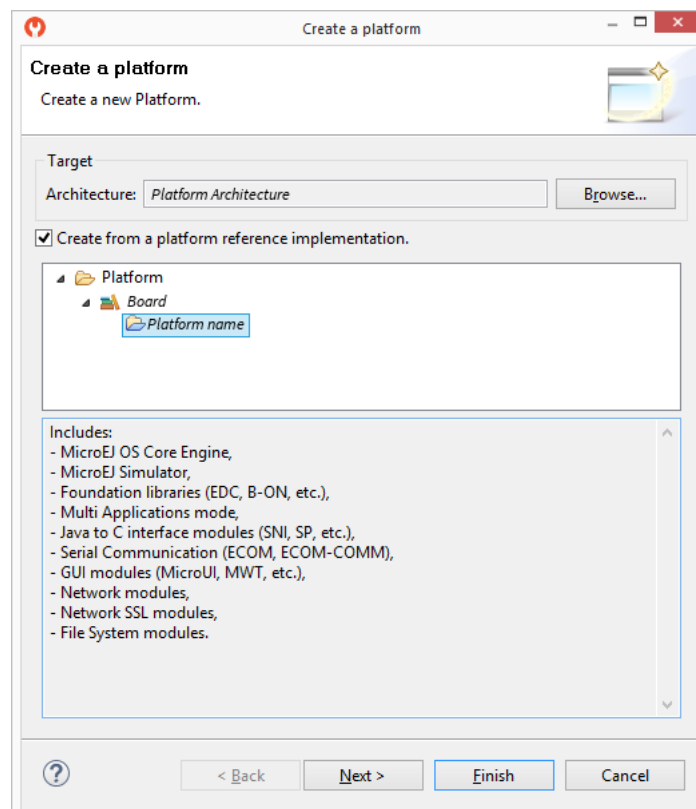 Create a platform
Create a platform
Create a new Platform.
Target
Architecture: Platform Architecture Browse...
Create from a platform reference implementation.
Platform
Board
Platform name
Includes:
- MicroEJ OS Core Engine,
- MicroEJ Simulator,
- Foundation libraries (EDC, B-ON, etc.),
- Multi Applications mode,
- Java to C interface modules (SNI, SP, etc.),
- Serial Communication (ECOM, ECOM-COMM),
- GUI modules (MicroUI, MWT, etc.),
- Network modules,
- Network SSL modules,
- File System modules.
? < Back Next > Finish Cancel